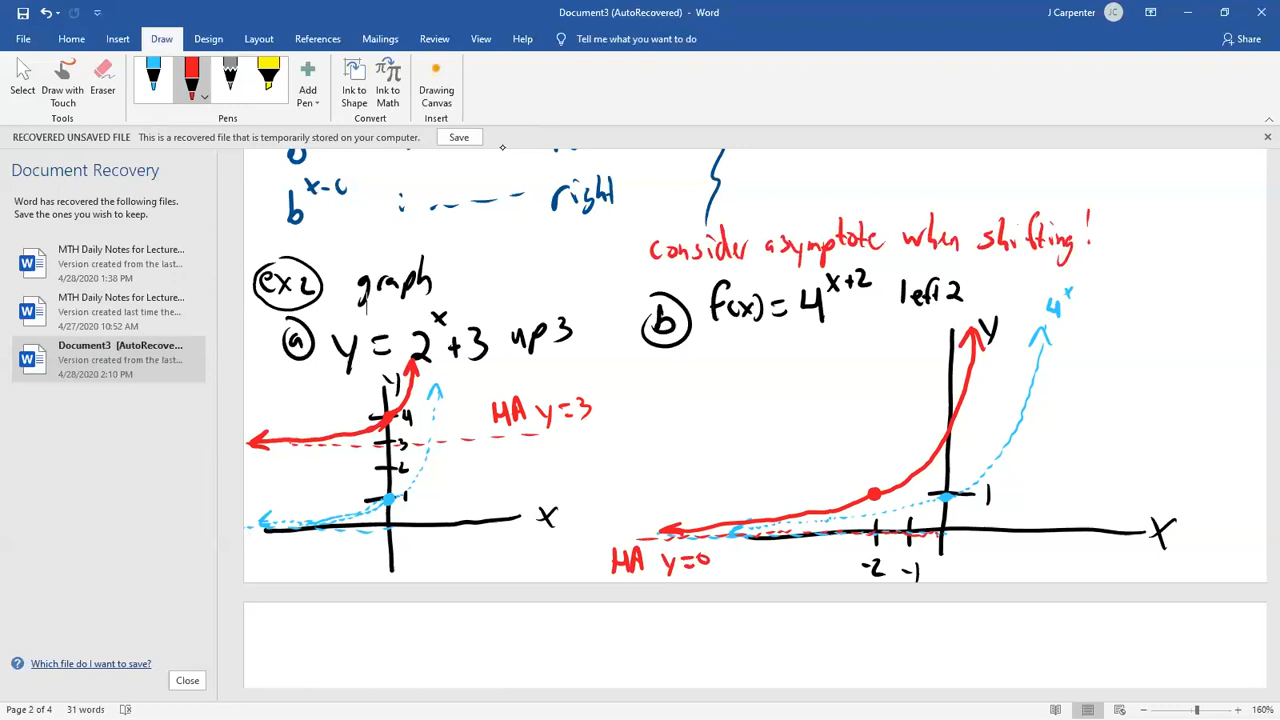 Document3 (AutoRecovered) - Word
J Carpenter JC
File Home Insert Draw Design Layout References Mailings Review View Help Tell me what you want to do Share
Select Draw with Touch Eraser Add Pen Ink to Shape Ink to Math Drawing Canvas
Tools Pens Convert Insert
RECOVERED UNSAVED FILE This is a recovered file that is temporarily stored on your computer. Save
Document Recovery
Word has recovered the following files. Save the ones you wish to keep.
MTH Daily Notes for Lecture...
Version created from the last...
4/28/2020 1:38 PM
MTH Daily Notes for Lecture...
Version created from the last...
4/27/2020 10:52 AM
Document3 [AutoRecove...
Version created from the last...
4/28/2020 2:10 PM
Which file do I want to save?
Close
b^x-c : right
consider asymptote when shifting!
ex2 graph
a y = 2^x + 3 up 3
y
4
3
2
1
x
HA y=3
b f(x) = 4^x+2 left 2
4^x
y
1
-2 -1
x
HA y=0
Page 2 of 4 31 words 160%